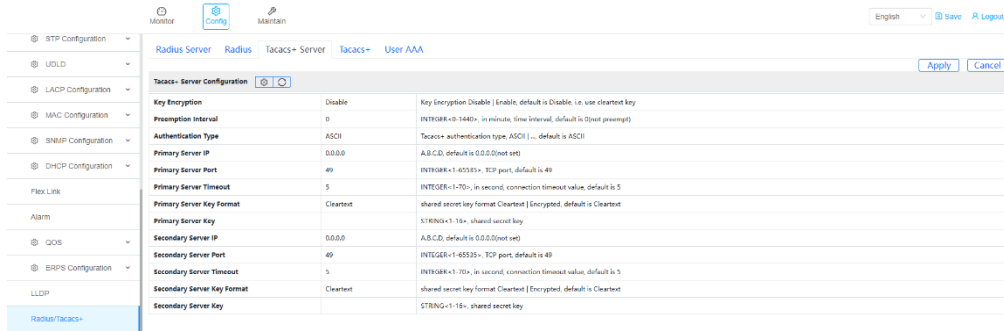 Monitor Config Maintain English Save Logout
STP Configuration
UDLD
LACP Configuration
MAC Configuration
SNMP Configuration
DHCP Configuration
Flex Link
Alarm
QOS
ERPS Configuration
LLDP
Radius/Tacacs+
Radius Server Radius Tacacs+ Server Tacacs+ User AAA
Apply Cancel
Tacacs+ Server Configuration
Key Encryption Disable Key Encryption Disable | Enable, default is Disable, i.e. use cleartext key
Preemption Interval 0 INTEGER<0-1440>, in minute, time interval, default is 0(not preempt)
Authentication Type ASCII Tacacs+ authentication type, ASCII | ..., default is ASCII
Primary Server IP 0.0.0.0 A.B.C.D, default is 0.0.0.0(not set)
Primary Server Port 49 INTEGER<1-65535>, TCP port, default is 49
Primary Server Timeout 5 INTEGER<1-70>, in second, connection timeout value, default is 5
Primary Server Key Format Cleartext shared secret key format Cleartext | Encrypted, default is Cleartext
Primary Server Key STRING<1-16>, shared secret key
Secondary Server IP 0.0.0.0 A.B.C.D, default is 0.0.0.0(not set)
Secondary Server Port 49 INTEGER<1-65535>, TCP port, default is 49
Secondary Server Timeout 5 INTEGER<1-70>, in second, connection timeout value, default is 5
Secondary Server Key Format Cleartext shared secret key format Cleartext | Encrypted, default is Cleartext
Secondary Server Key STRING<1-16>, shared secret key